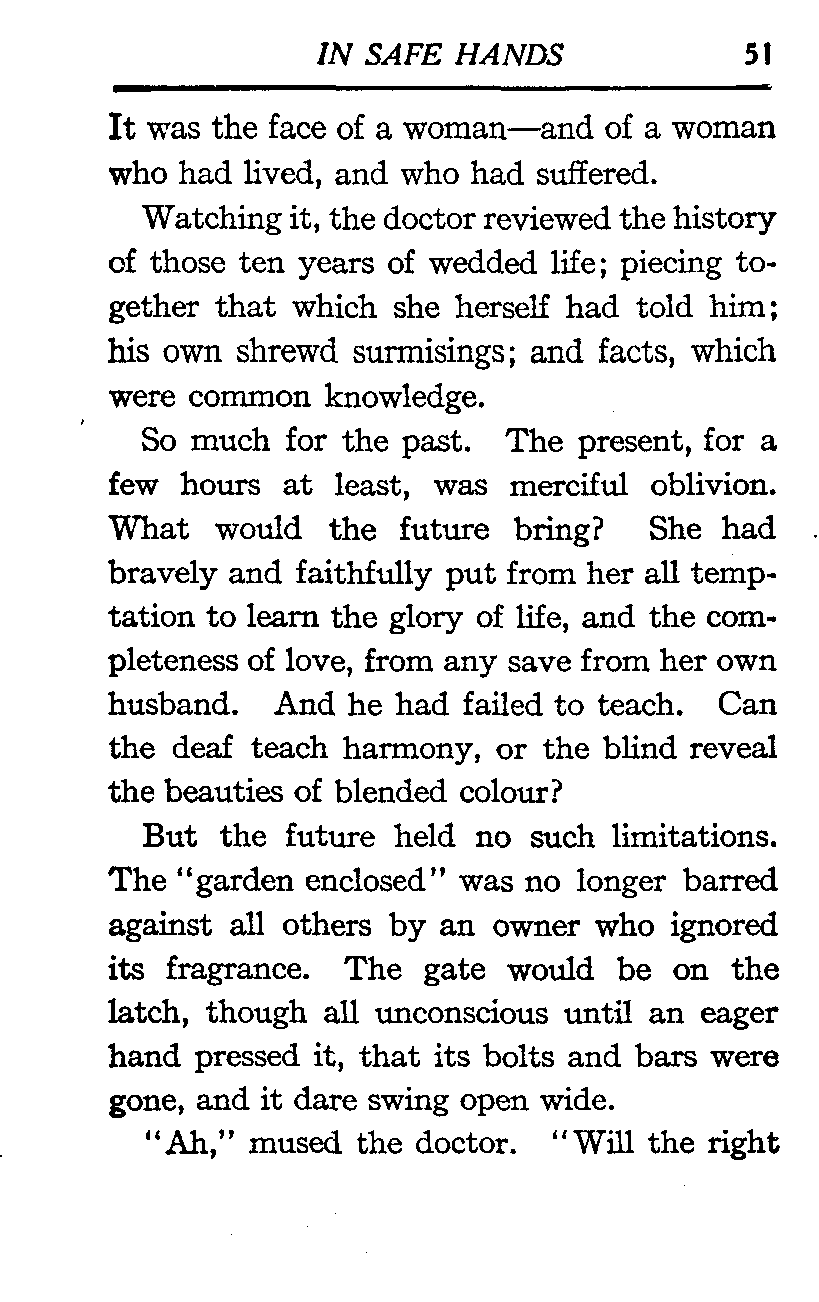 IN SAFE HANDS 51
It was the face of a woman—and of a woman
who had lived, and who had suffered.
Watching it, the doctor reviewed the history
of those ten years of wedded life; piecing to-
gether that which she herself had told him;
his own shrewd surmisings; and facts, which
were common knowledge.
So much for the past. The present, for a
few hours at least, was merciful oblivion.
What would the future bring? She had
bravely and faithfully put from her all temp-
tation to learn the glory of life, and the com-
pleteness of love, from any save from her own
husband. And he had failed to teach. Can
the deaf teach harmony, or the blind reveal
the beauties of blended colour?
But the future held no such limitations.
The "garden enclosed" was no longer barred
against all others by an owner who ignored
its fragrance. The gate would be on the
latch, though all unconscious until an eager
hand pressed it, that its bolts and bars were
gone, and it dare swing open wide.
"Ah," mused the doctor. "Will the right